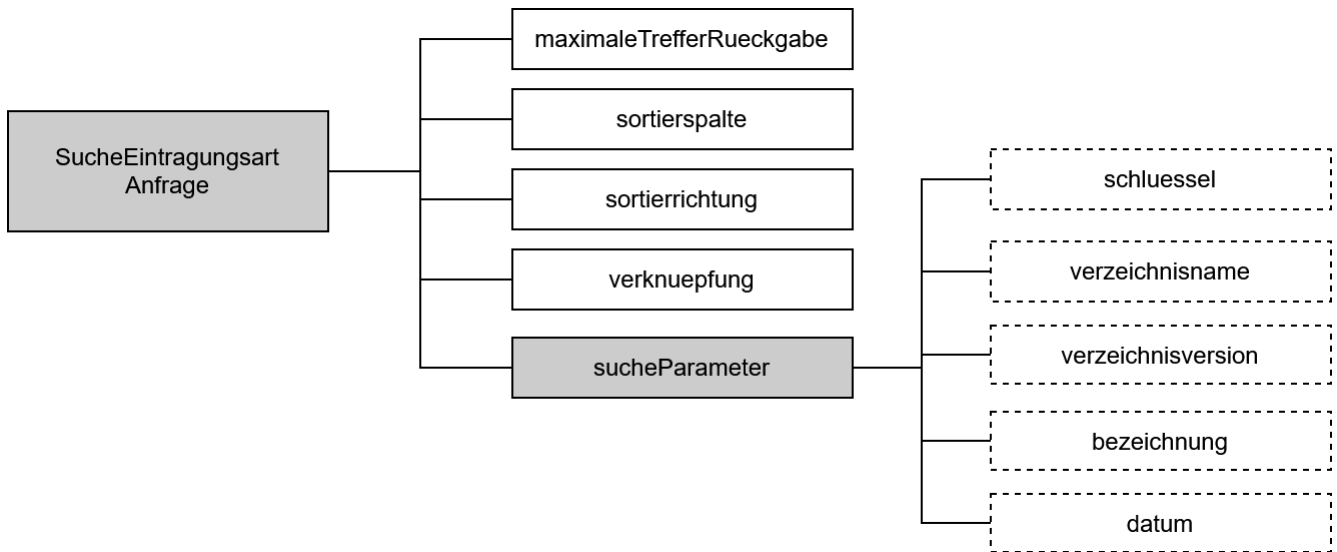 SucheEintragungsart
Anfrage
maximaleTrefferRueckgabe
sortierspalte
sortierrichtung
verknuepfung
sucheParameter
schluessel
verzeichnisname
verzeichnisversion
bezeichnung
datum